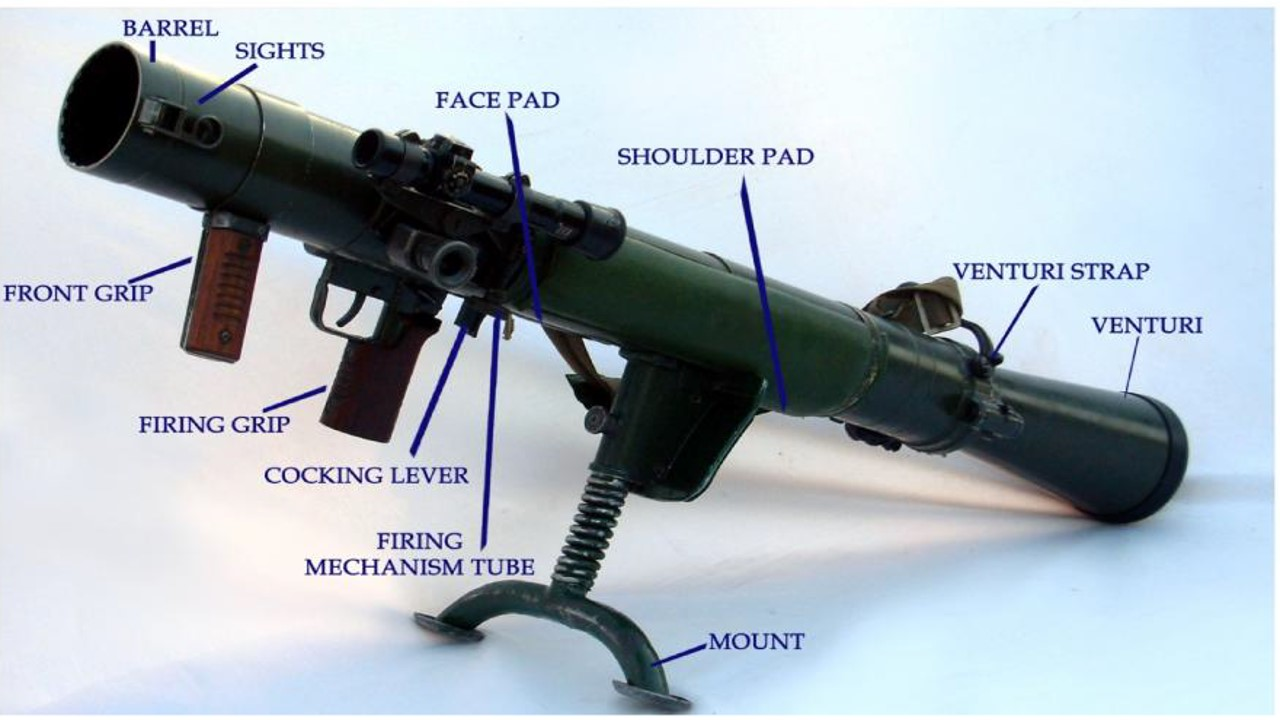 BARREL
SIGHTS
FACE PAD
SHOULDER PAD
VENTURI STRAP
FRONT GRIP
VENTURI
FIRING GRIP
COCKING LEVER
FIRING
MECHANISM TUBE
MOUNT